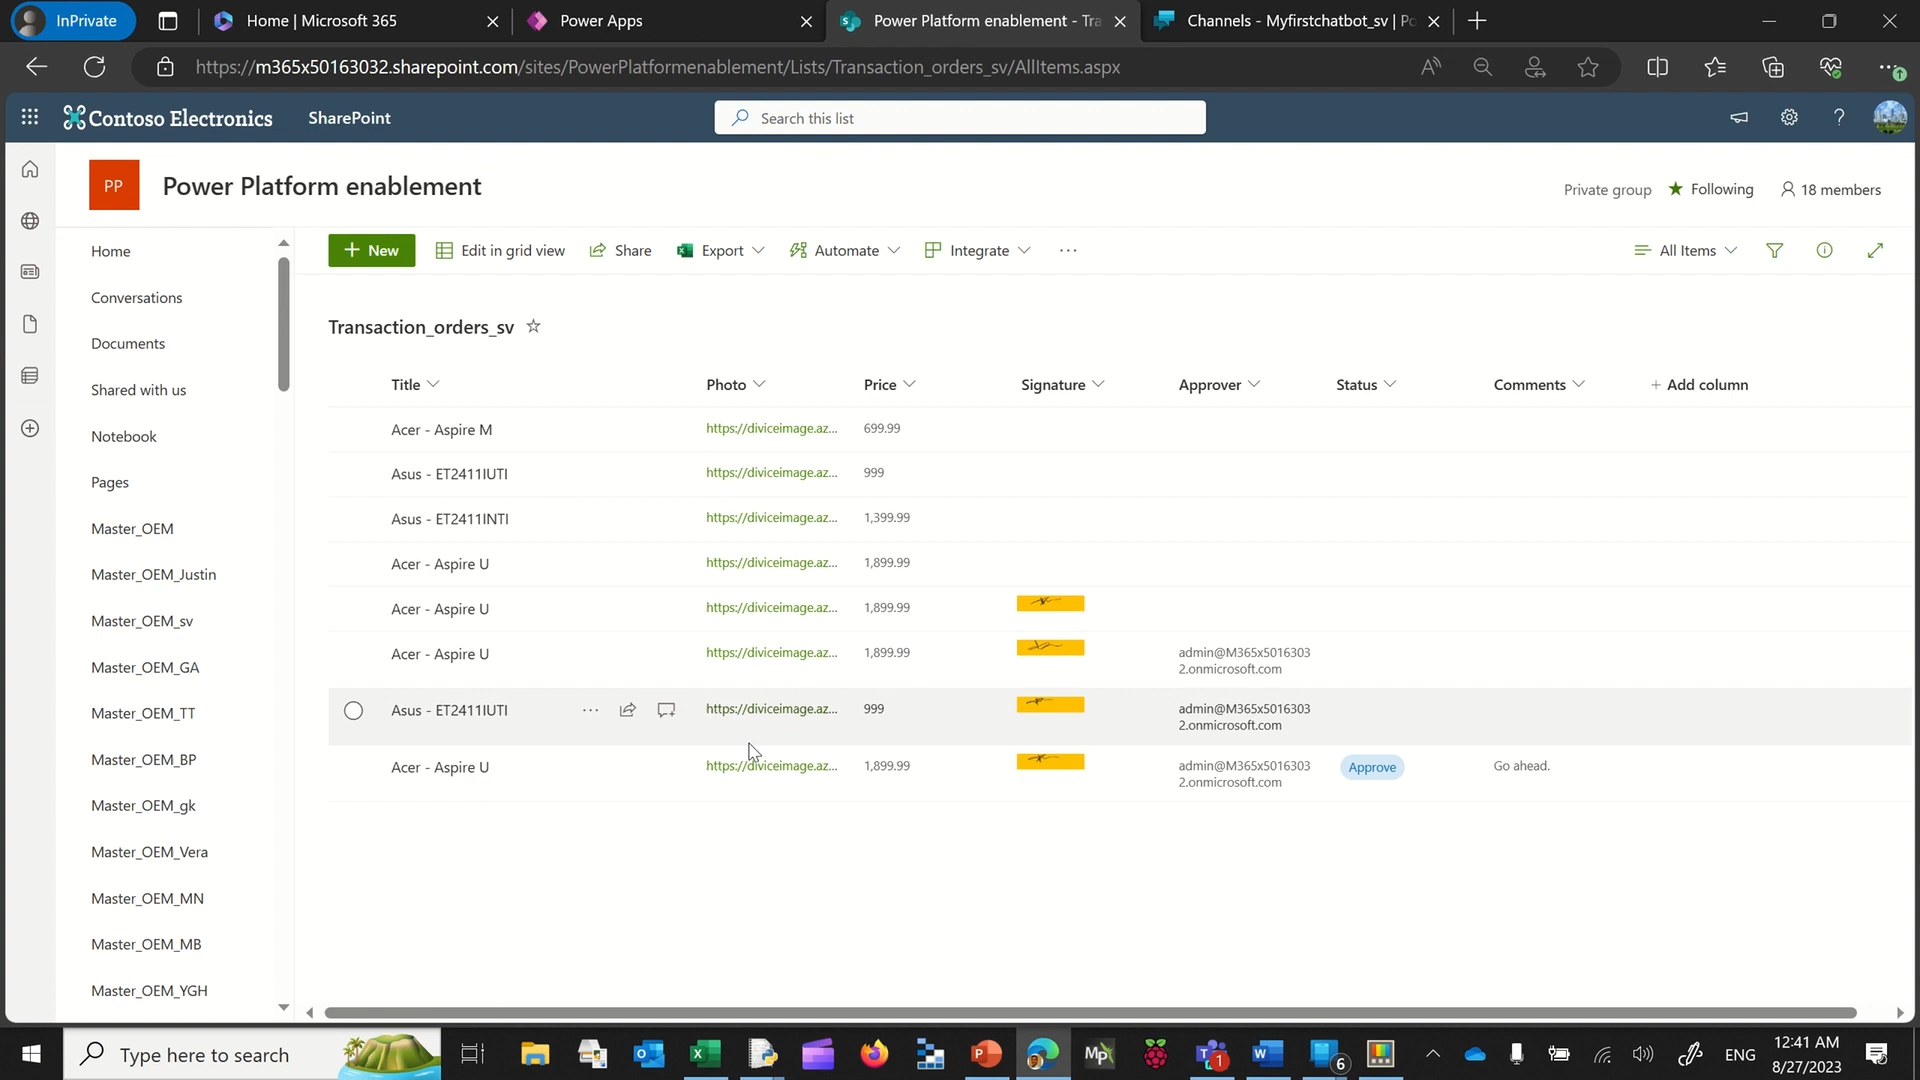 InPrivate
Home | Microsoft 365
Power Apps
Power Platform enablement - Tra
Channels - Myfirstchatbot_sv | Po
https://m365x50163032.sharepoint.com/sites/PowerPlatformenablement/Lists/Transaction_orders_sv/AllItems.aspx
Contoso Electronics
SharePoint
Search this list
PP
Power Platform enablement
Private group
Following
18 members
Home
Conversations
Documents
Shared with us
Notebook
Pages
Master_OEM
Master_OEM_Justin
Master_OEM_sv
Master_OEM_GA
Master_OEM_TT
Master_OEM_BP
Master_OEM_gk
Master_OEM_Vera
Master_OEM_MN
Master_OEM_MB
Master_OEM_YGH
+ New
Edit in grid view
Share
Export
Automate
Integrate
...
All Items
Transaction_orders_sv
Title Photo Price Signature Approver Status Comments + Add column
Acer - Aspire M https://diviceimage.az... 699.99
Asus - ET2411IUTI https://diviceimage.az... 999
Asus - ET2411INTI https://diviceimage.az... 1,399.99
Acer - Aspire U https://diviceimage.az... 1,899.99
Acer - Aspire U https://diviceimage.az... 1,899.99
Acer - Aspire U https://diviceimage.az... 1,899.99 admin@M365x5016303
2.onmicrosoft.com
Asus - ET2411IUTI ... https://diviceimage.az... 999 admin@M365x5016303
2.onmicrosoft.com
Acer - Aspire U https://diviceimage.az... 1,899.99 admin@M365x5016303 Approve Go ahead.
2.onmicrosoft.com
Type here to search
1
6
ENG
12:41 AM
8/27/2023